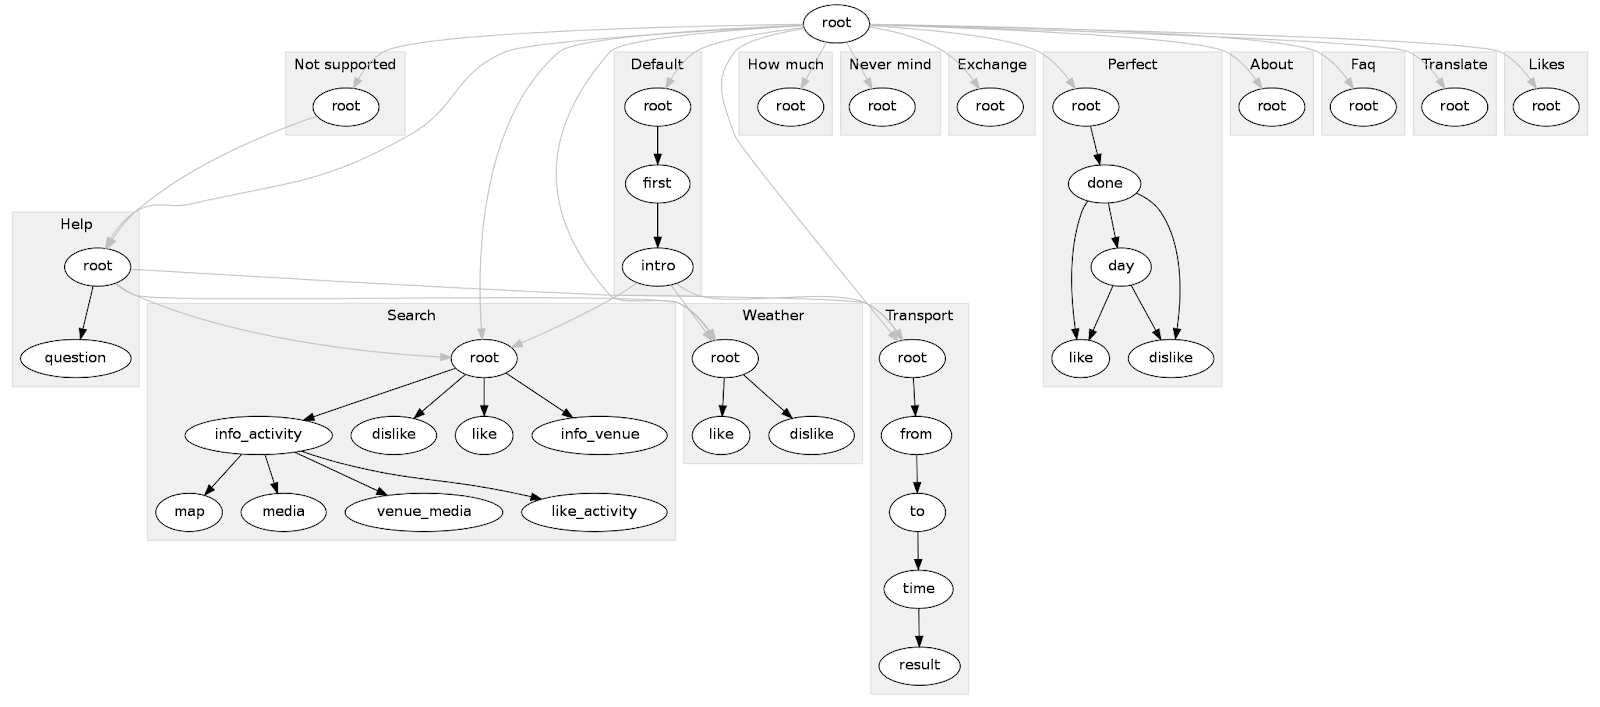 root
Not supported
Default
How much
Never mind
Exchange
Perfect
About
Faq
Translate
Likes
root
root
root
root
root
root
root
root
root
root
first
done
Help
root
intro
day
Search
Weather
Transport
question
root
root
root
like
dislike
info_activity
dislike
like
info_venue
like
dislike
from
map
media
venue_media
like_activity
to
time
result